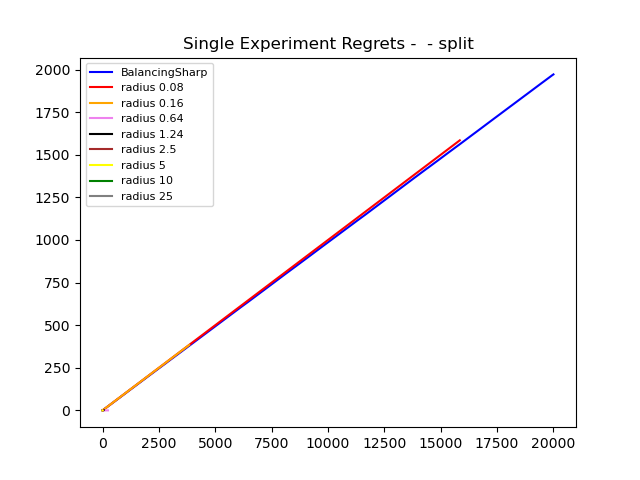 Single Experiment Regrets -  - split
2000
1750
1500
1250
1000
750
500
250
0
BalancingSharp
radius 0.08
radius 0.16
radius 0.64
radius 1.24
radius 2.5
radius 5
radius 10
radius 25
0 2500 5000 7500 10000 12500 15000 17500 20000